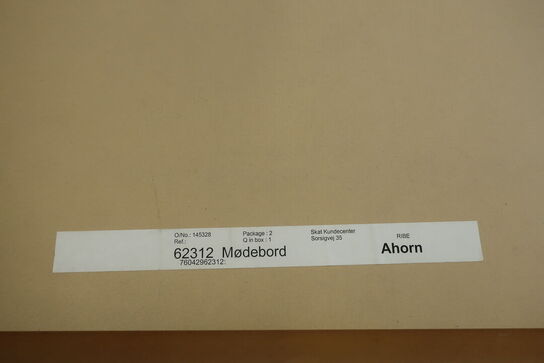 O/No.: 145328 Package : 2 Skat Kundecenter RIBE
Ref.: Q in box : 1 Sorsigvej 35
62312 Mødebord Ahorn
76042962312: